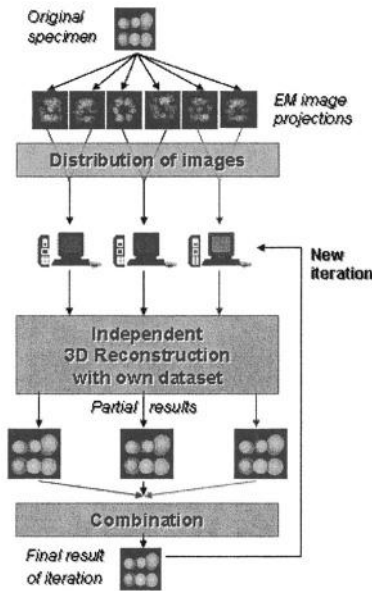 Original
specimen
EM image
projections
Distribution of images
New
iteration
Independent
3D Reconstruction
with own dataset
Partial results
Combination
Final result
of iteration